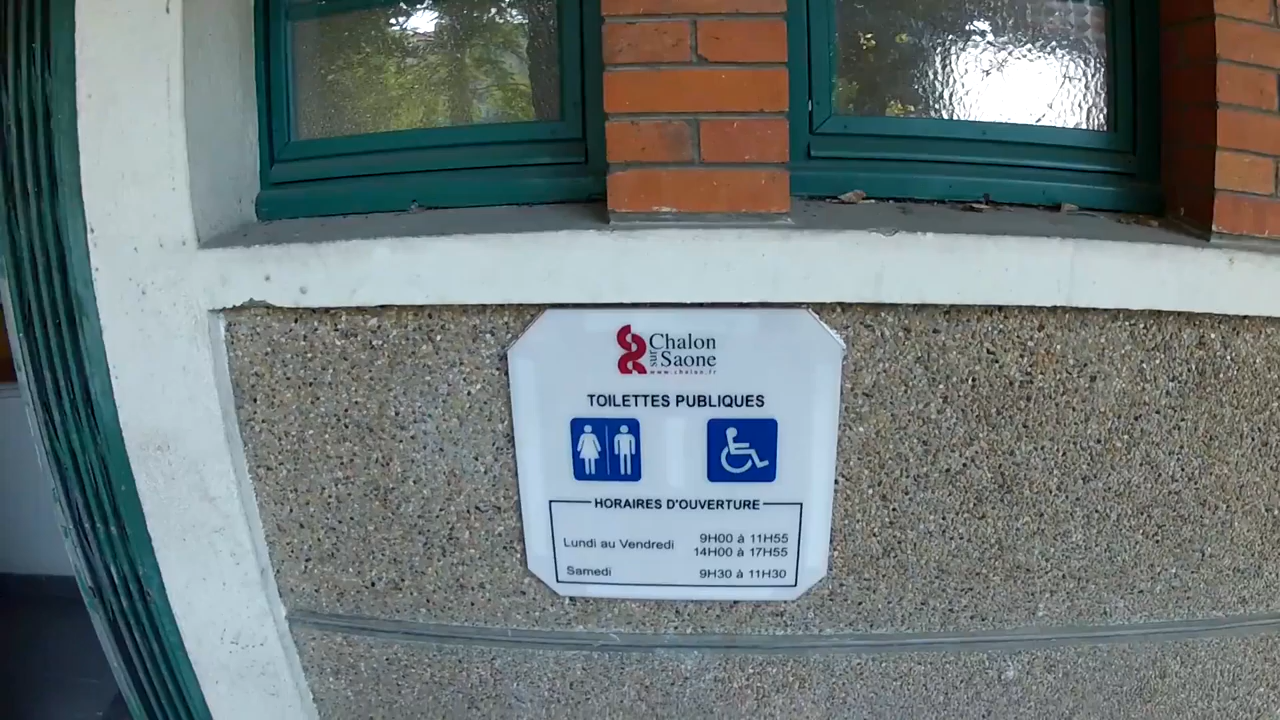 Chalon
sur Saone
www.chalon.fr
TOILETTES PUBLIQUES
HORAIRES D'OUVERTURE
Lundi au Vendredi 9H00 à 11H55
14H00 à 17H55
Samedi 9H30 à 11H30